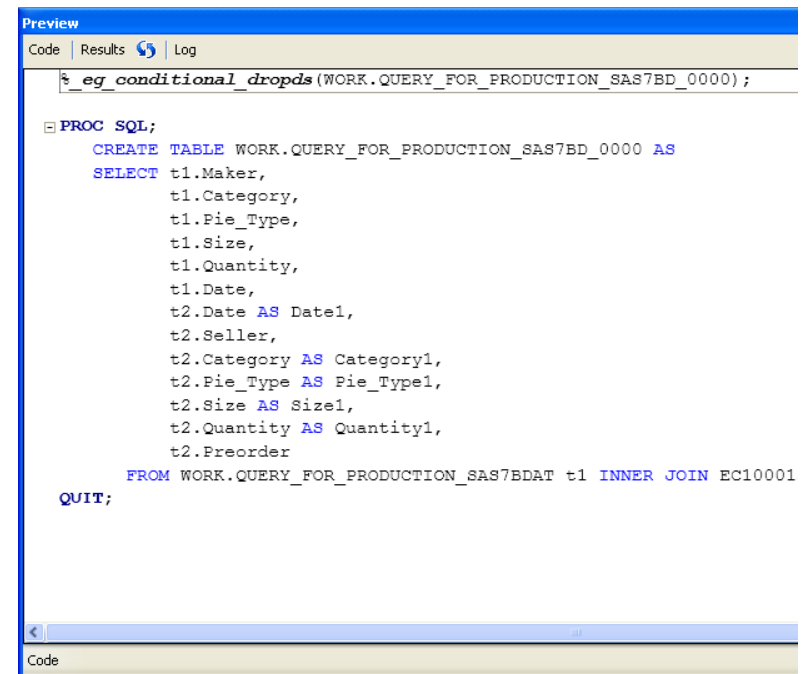 Preview
Code | Results | Log
%_eg_conditional_dropds(WORK.QUERY_FOR_PRODUCTION_SAS7BD_0000);
PROC SQL;
CREATE TABLE WORK.QUERY_FOR_PRODUCTION_SAS7BD_0000 AS
SELECT t1.Maker,
t1.Category,
t1.Pie_Type,
t1.Size,
t1.Quantity,
t1.Date,
t2.Date AS Date1,
t2.Seller,
t2.Category AS Category1,
t2.Pie_Type AS Pie_Type1,
t2.Size AS Size1,
t2.Quantity AS Quantity1,
t2.Preorder
FROM WORK.QUERY_FOR_PRODUCTION_SAS7BDAT t1 INNER JOIN EC10001
QUIT;
Code